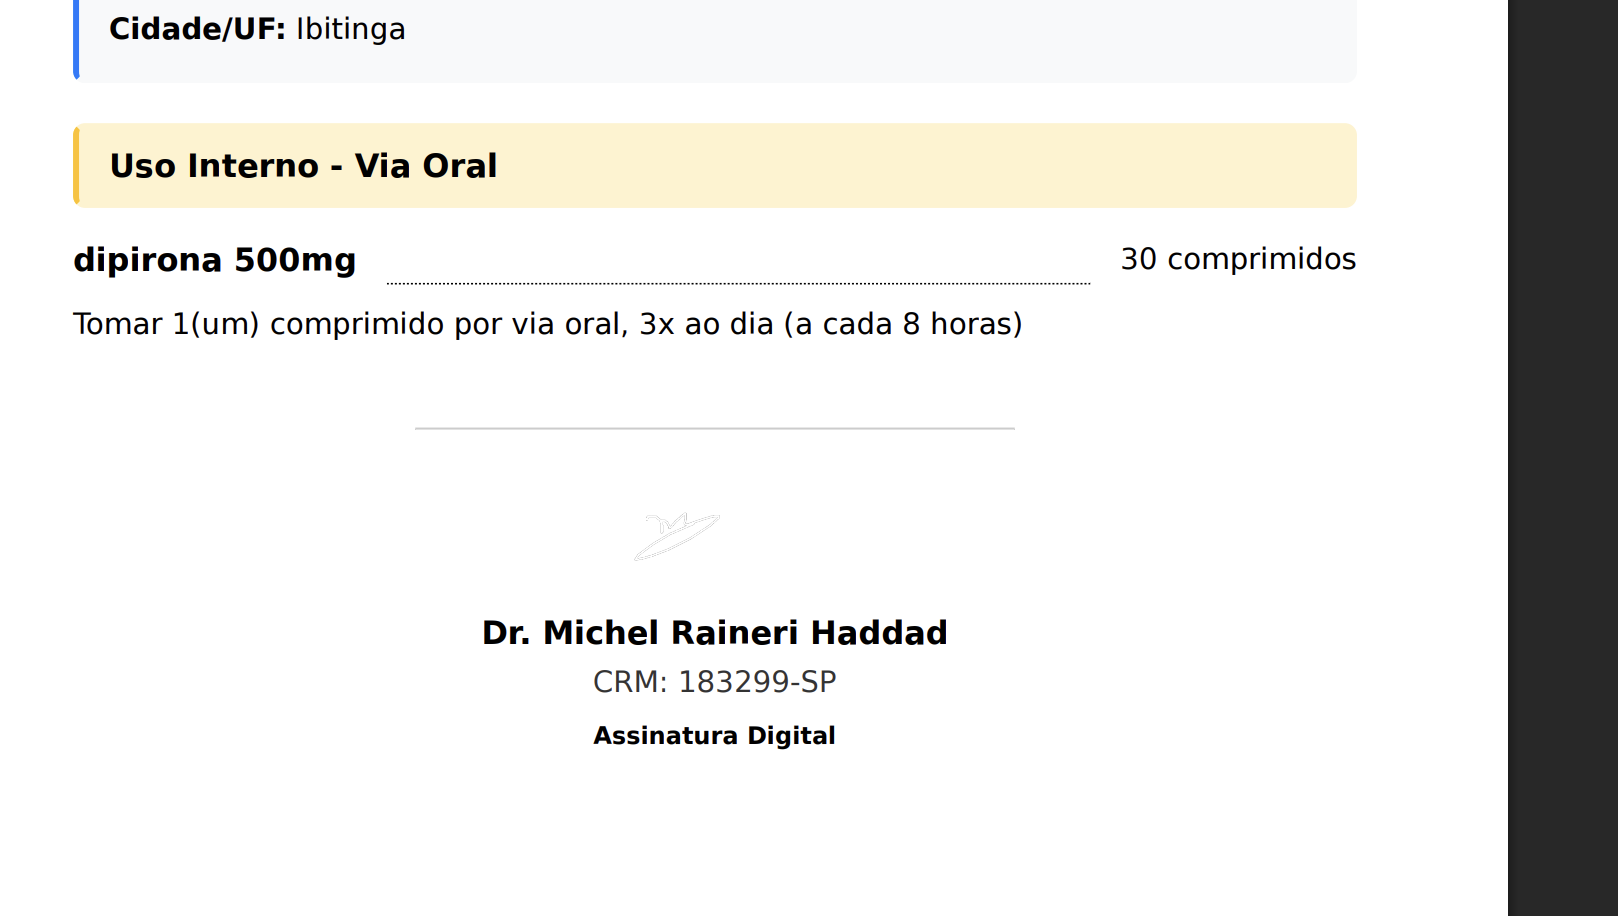 Cidade/UF: Ibitinga
Uso Interno - Via Oral
dipirona 500mg 30 comprimidos
Tomar 1(um) comprimido por via oral, 3x ao dia (a cada 8 horas)
Dr. Michel Raineri Haddad
CRM: 183299-SP
Assinatura Digital